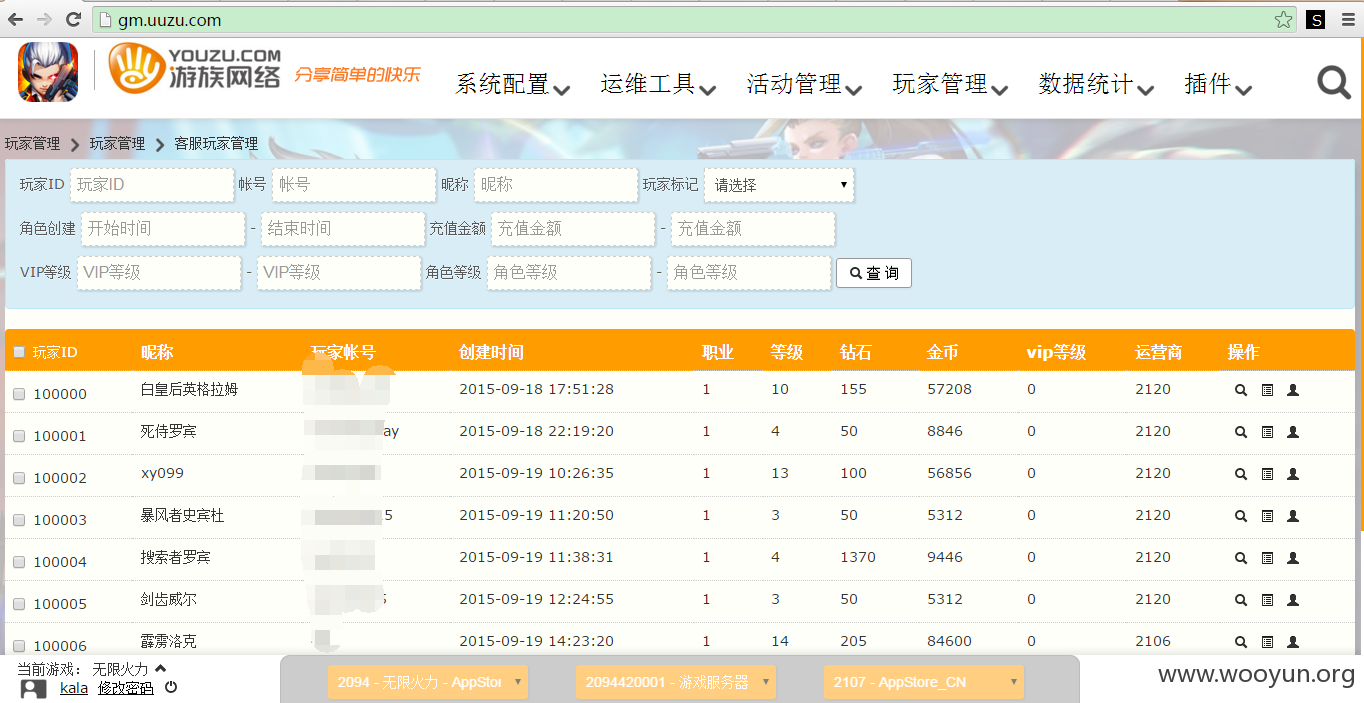 gm.uuzu.com
S
YOUZU.COM
游族网络
分享简单的快乐
系统配置 运维工具 活动管理 玩家管理 数据统计 插件
玩家管理 玩家管理 客服玩家管理
玩家ID 玩家ID 帐号 帐号 昵称 昵称 玩家标记 请选择
角色创建 开始时间 - 结束时间 充值金额 充值金额 - 充值金额
VIP等级 VIP等级 - VIP等级 角色等级 角色等级 - 角色等级 查 询
玩家ID 昵称 玩家帐号 创建时间 职业 等级 钻石 金币 vip等级 运营商 操作
100000 白皇后英格拉姆 2015-09-18 17:51:28 1 10 155 57208 0 2120
100001 死侍罗宾 ay 2015-09-18 22:19:20 1 4 50 8846 0 2120
100002 xy099 2015-09-19 10:26:35 1 13 100 56856 0 2120
100003 暴风者史宾杜 5 2015-09-19 11:20:50 1 3 50 5312 0 2120
100004 搜索者罗宾 2015-09-19 11:38:31 1 4 1370 9446 0 2120
100005 剑齿威尔 2015-09-19 12:24:55 1 3 50 5312 0 2120
100006 霹雳洛克 2015-09-19 14:23:20 1 14 205 84600 0 2106
当前游戏: 无限火力
kala 修改密码
2094 - 无限火力 - AppStor 2094420001 - 游戏服务器 2107 - AppStore_CN
www.wooyun.org